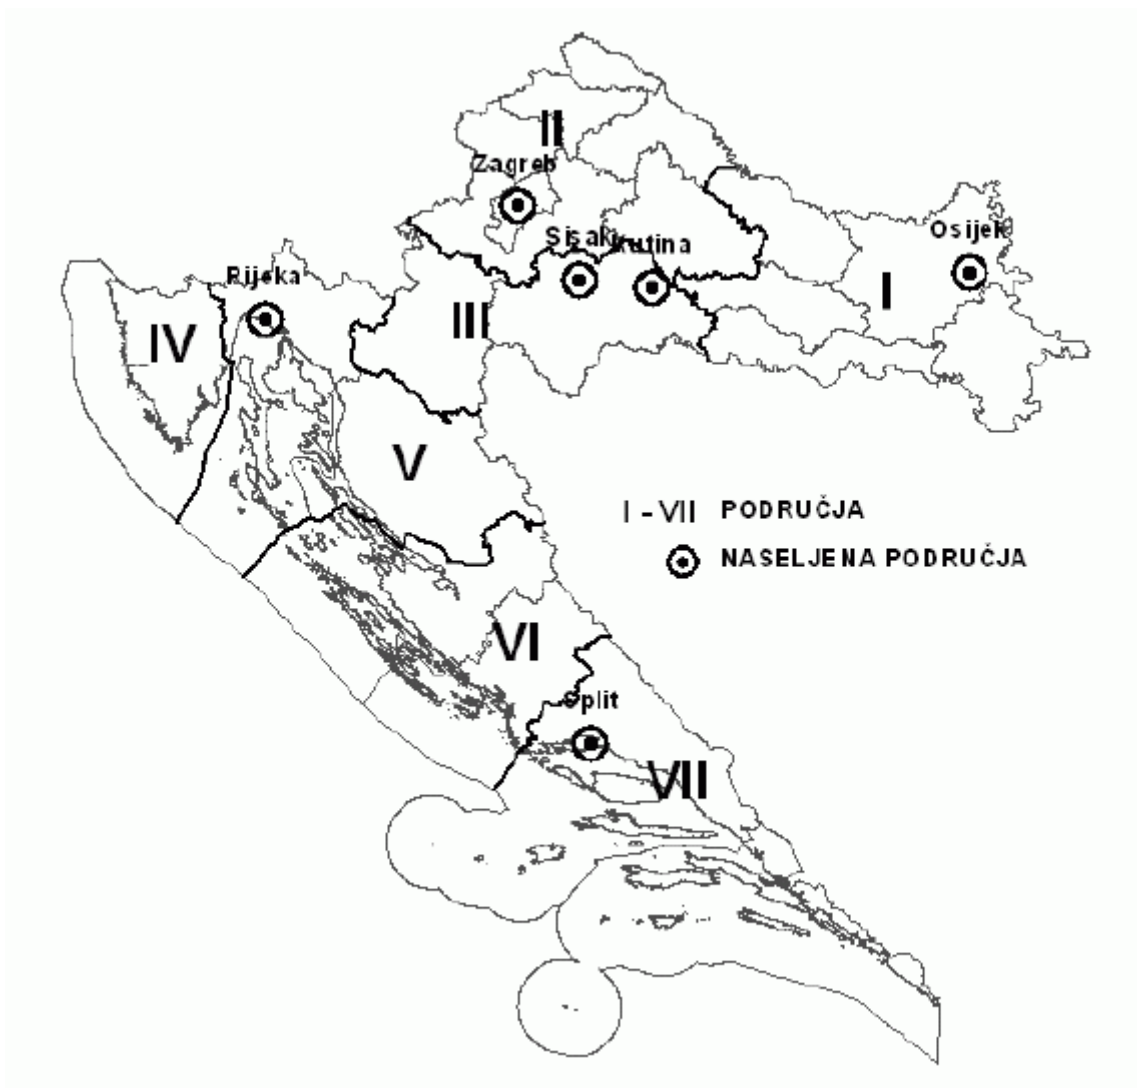 II
Zagreb
Sisak
Kutina
Osijek
Rijeka
I
III
IV
V
I - VII PODRUČJA
NASELJENA PODRUČJA
VI
Split
VII